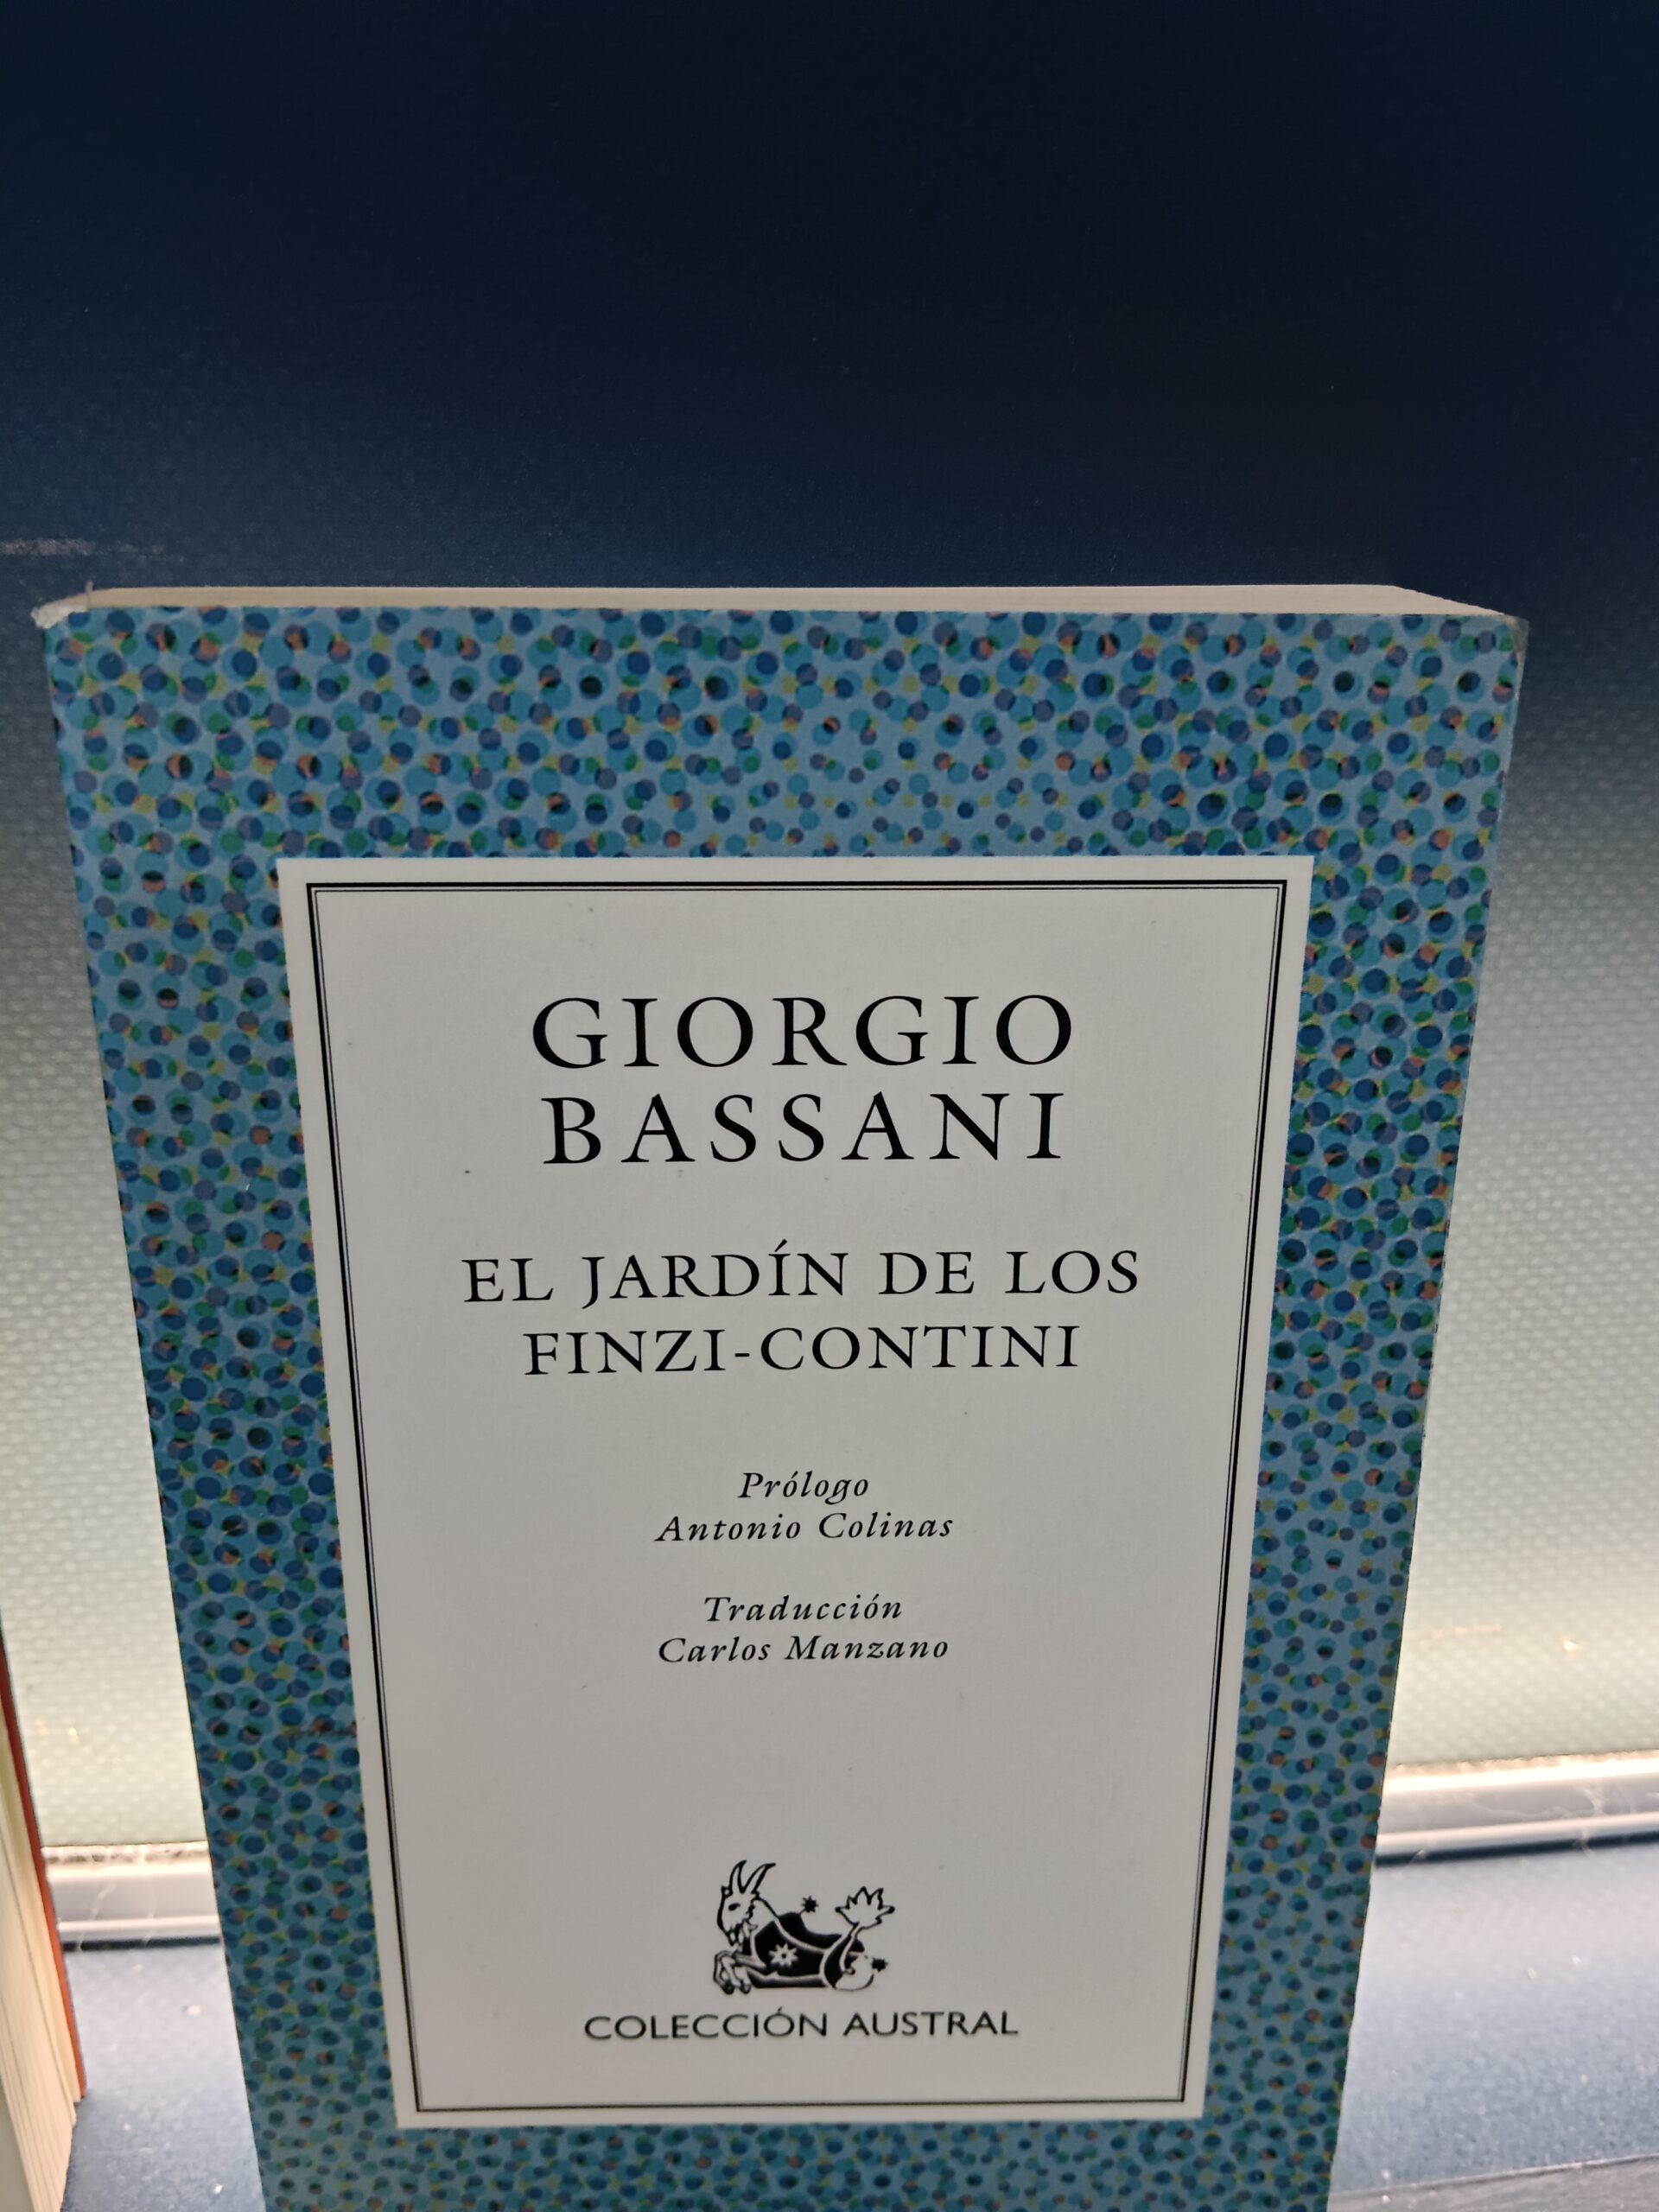 GIORGIO
BASSANI
EL JARDÍN DE LOS
FINZI-CONTINI
Prólogo
Antonio Colinas
Traducción
Carlos Manzano
COLECCIÓN AUSTRAL